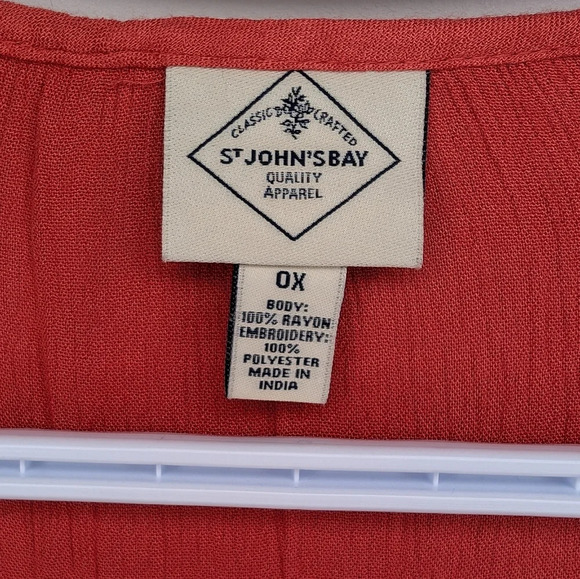 CLASSIC CRAFTED
ST JOHN'S BAY
QUALITY
APPAREL
0X
BODY:
100% RAYON
EMBROIDERY:
100%
POLYESTER
MADE IN
INDIA